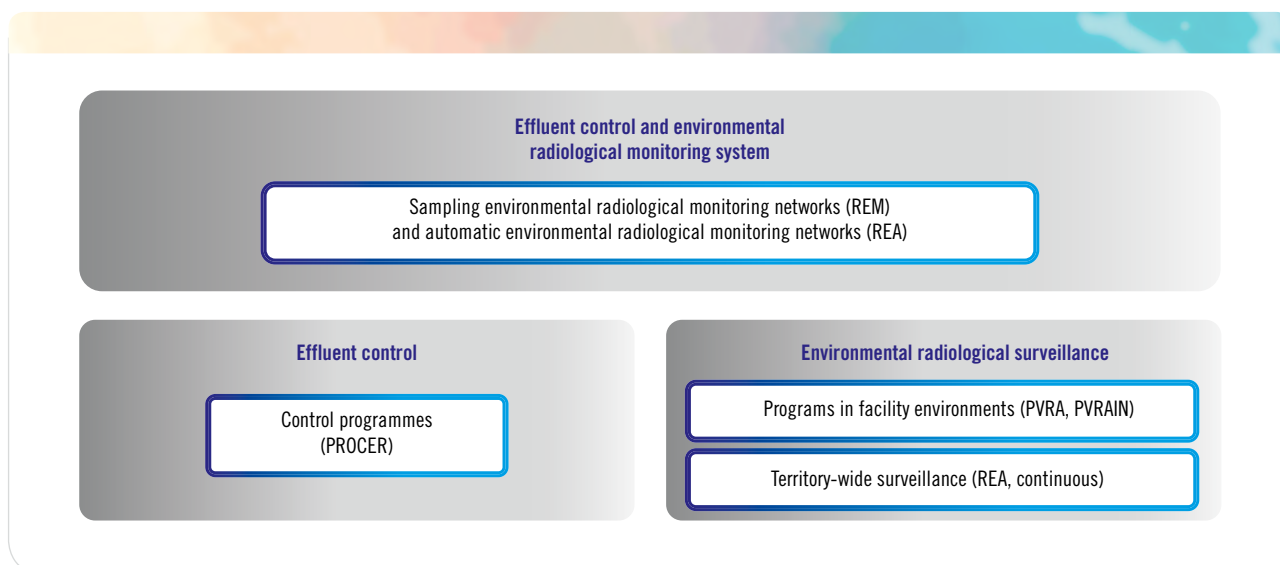 Effluent control and environmental
radiological monitoring system
Sampling environmental radiological monitoring networks (REM)
and automatic environmental radiological monitoring networks (REA)
Effluent control
Control programmes
(PROCER)
Environmental radiological surveillance
Programs in facility environments (PVRA, PVRAIN)
Territory-wide surveillance (REA, continuous)